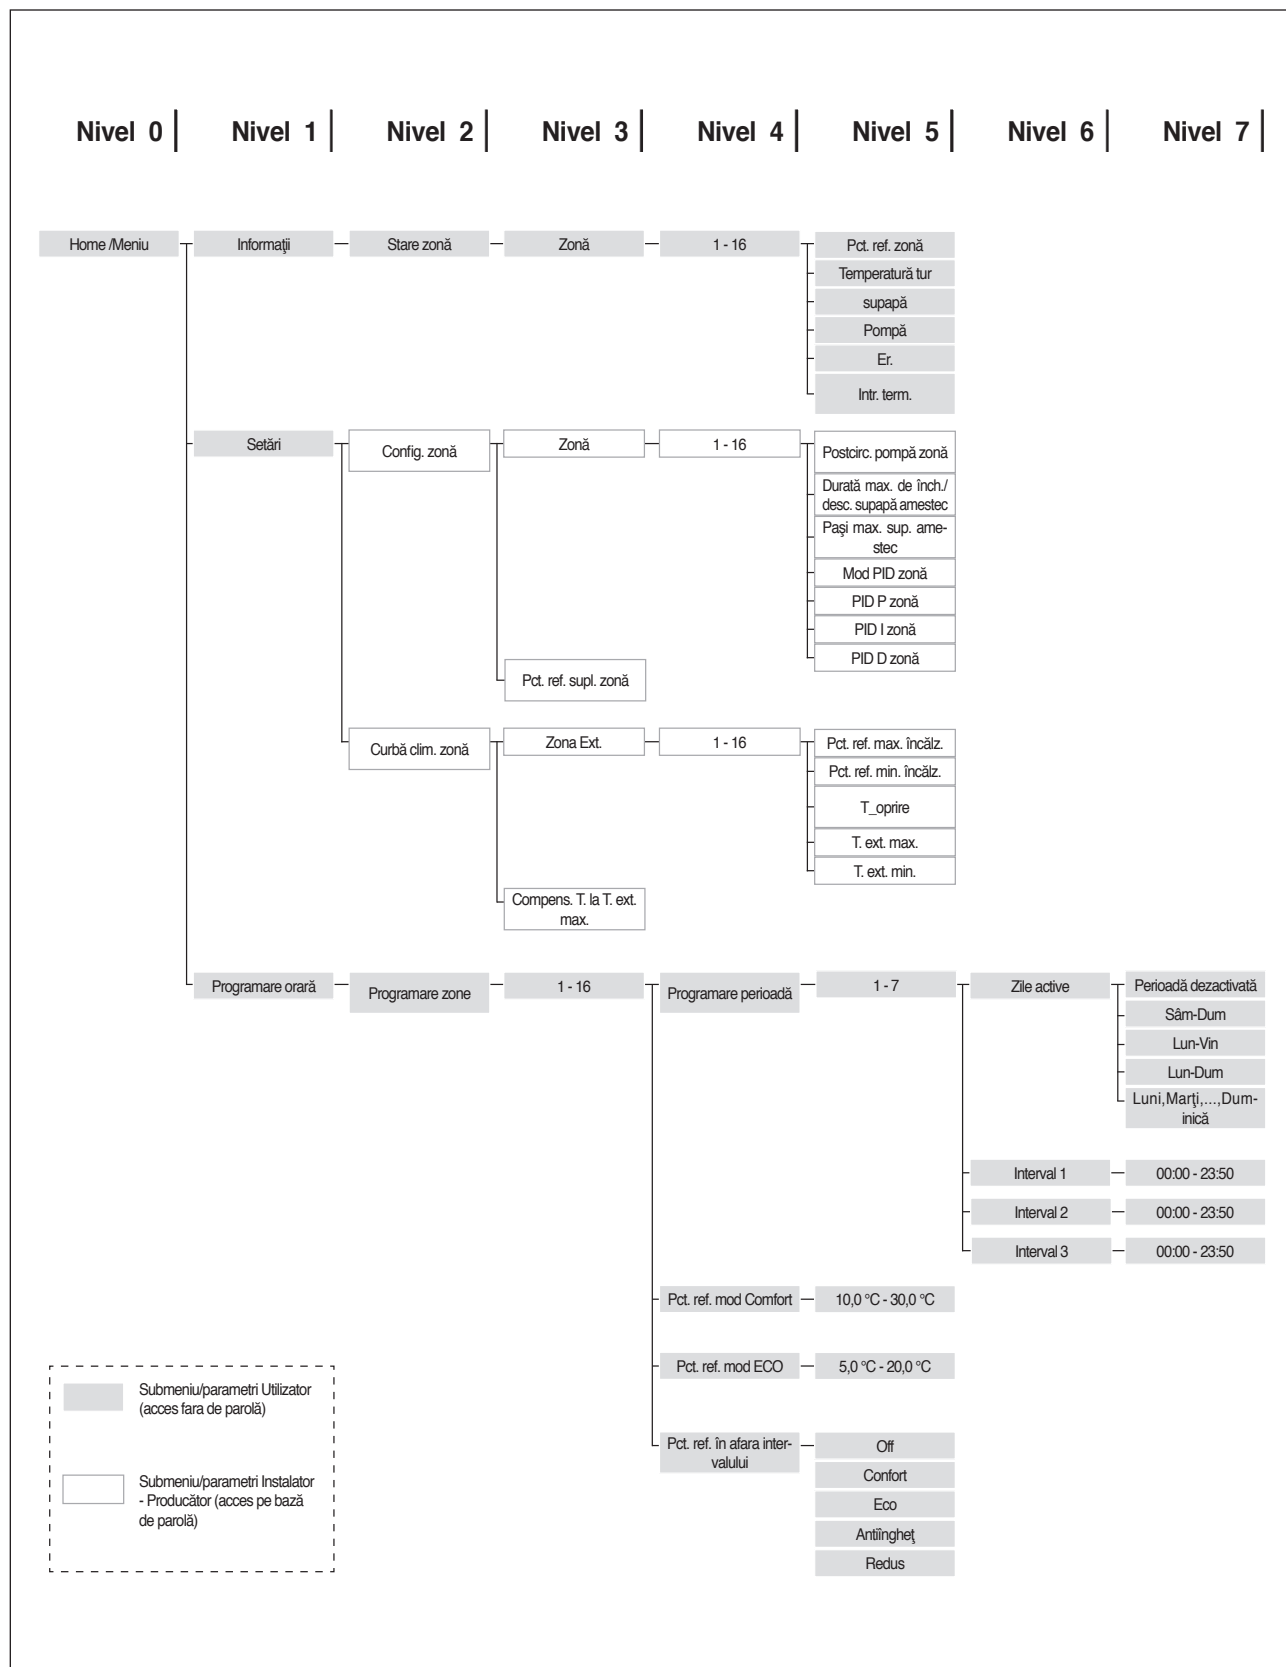 Nivel 0 Nivel 1 Nivel 2 Nivel 3 Nivel 4 Nivel 5 Nivel 6 Nivel 7
Home /Meniu Informaţii Stare zonă Zonă 1 - 16 Pct. ref. zonă
Temperatură tur
supapă
Pompă
Er.
Intr. term.
Setări Config. zonă Zonă 1 - 16 Postcirc. pompă zonă
Durată max. de înch./
desc. supapă amestec
Paşi max. sup. ame-
stec
Mod PID zonă
PID P zonă
PID I zonă
PID D zonă
Pct. ref. supl. zonă
Curbă clim. zonă Zona Ext. 1 - 16 Pct. ref. max. încălz.
Pct. ref. min. încălz.
T_oprire
T. ext. max.
T. ext. min.
Compens. T. la T. ext.
max.
Programare orară Programare zone 1 - 16 Programare perioadă 1 - 7 Zile active Perioadă dezactivată
Sâm-Dum
Lun-Vin
Lun-Dum
Luni,Marţi,...,Dum-
inică
Interval 1 00:00 - 23:50
Interval 2 00:00 - 23:50
Interval 3 00:00 - 23:50
Pct. ref. mod Comfort 10,0 °C - 30,0 °C
Pct. ref. mod ECO 5,0 °C - 20,0 °C
Pct. ref. în afara inter-
valului
Off
Confort
Eco
Antiîngheţ
Redus
Submeniu/parametri Utilizator
(acces fara de parolă)
Submeniu/parametri Instalator
- Producător (acces pe bază
de parolă)